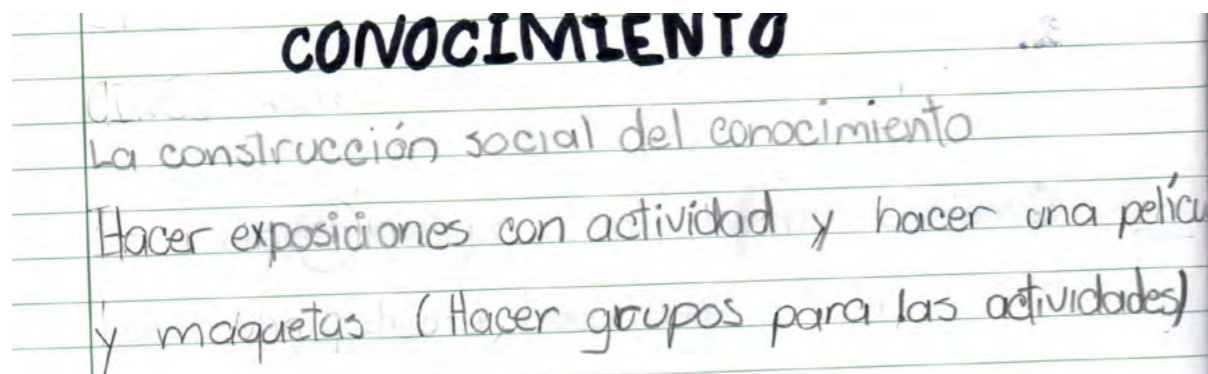 CONOCIMIENTO
La construcción social del conocimiento
Hacer exposiciones con actividad y hacer una pelícu
y maquetas (Hacer grupos para las actividades)